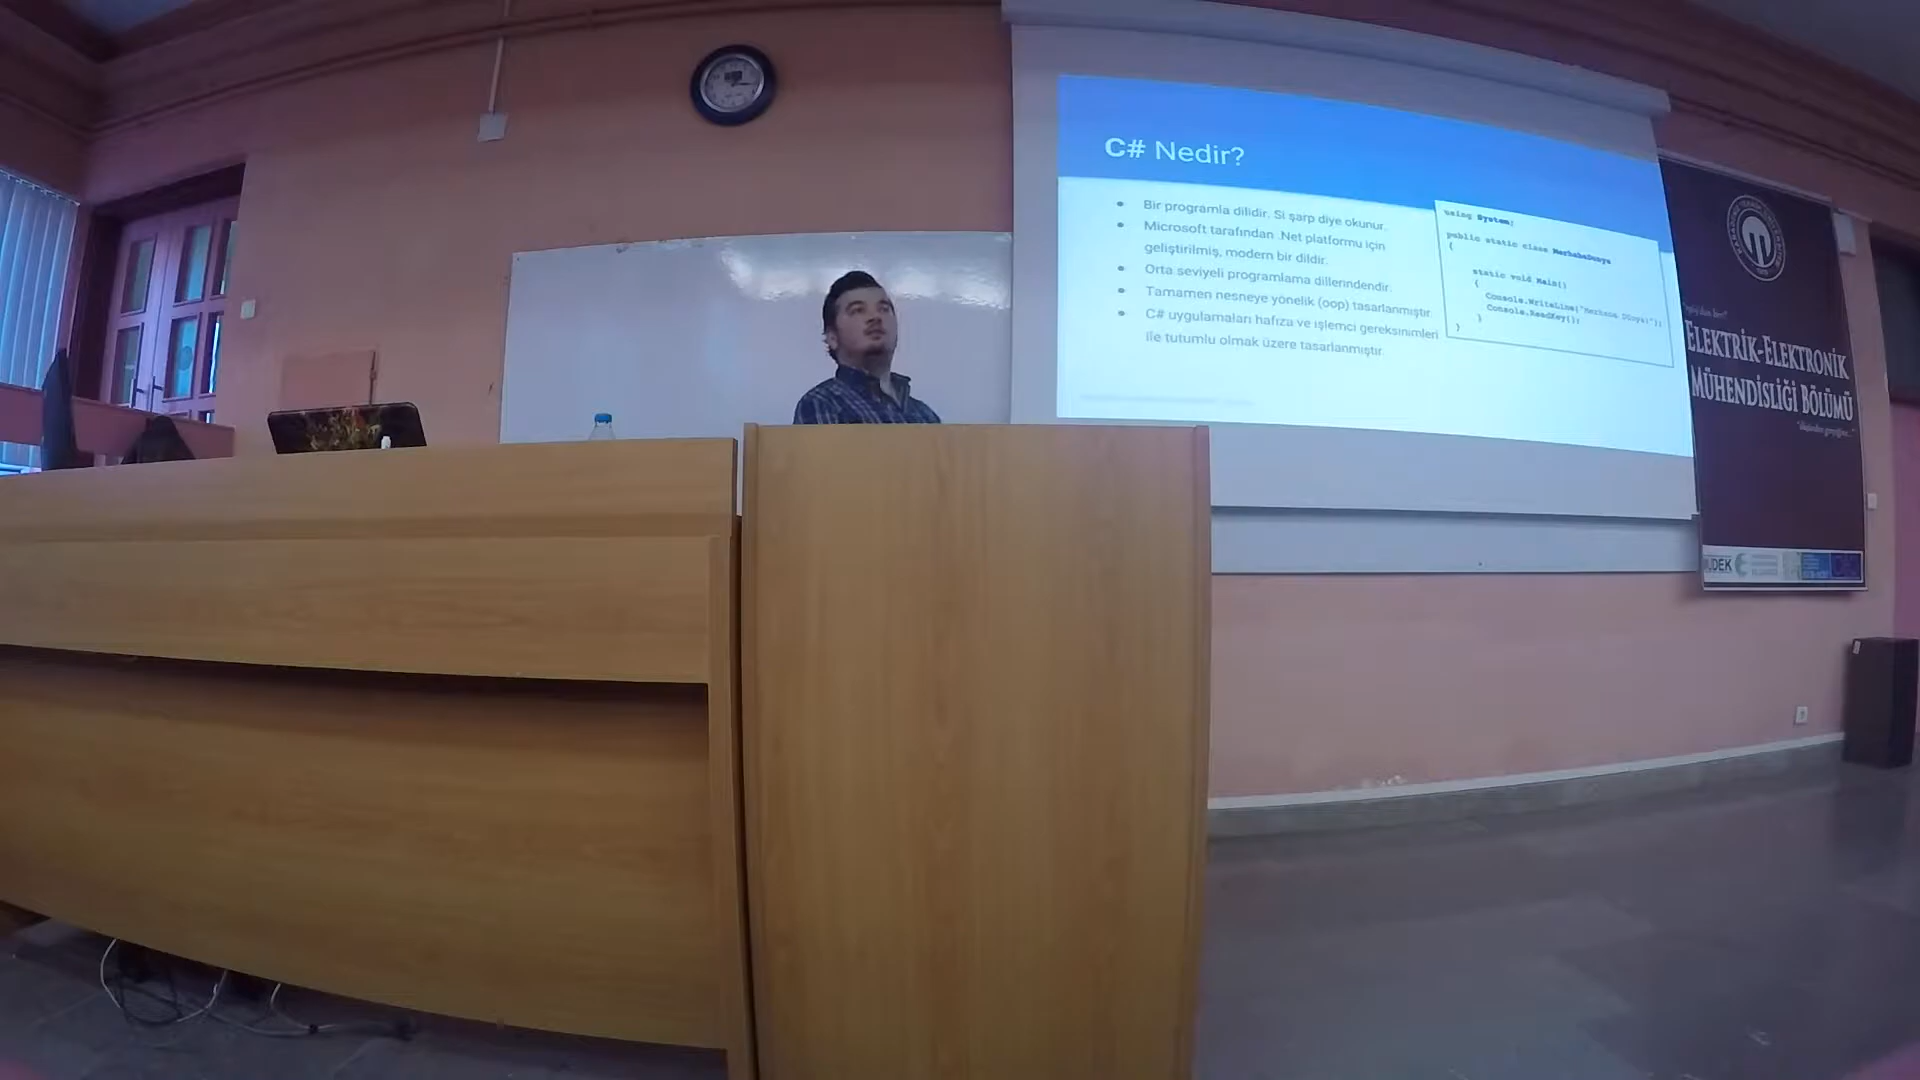 C# Nedir?
Bir programla dilidir. Si şarp diye okunur.
Microsoft tarafından .Net platformu için
geliştirilmiş, modern bir dildir.
Orta seviyeli programlama dillerindendir.
Tamamen nesneye yönelik (oop) tasarlanmıştır.
C# uygulamaları hafıza ve işlemci gereksinimleri
ile tutumlu olmak üzere tasarlanmıştır.
using System;
public static class MerhabaDunya
{
static void Main()
{
Console.WriteLine("Merhaba Dünya!");
Console.ReadKey();
}
}
ELEKTRİK-ELEKTRONİK
MÜHENDİSLİĞİ BÖLÜMÜ